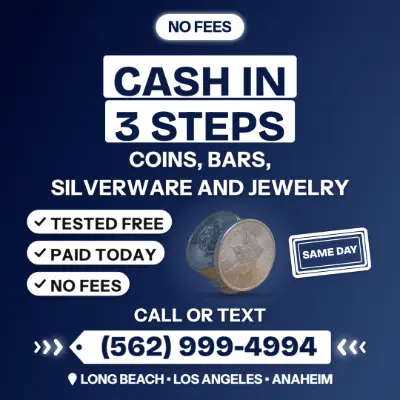 NO FEES
CASH IN
3 STEPS
COINS, BARS,
SILVERWARE AND JEWELRY
TESTED FREE
PAID TODAY
NO FEES
SAME DAY
CALL OR TEXT
(562) 999-4994
LONG BEACH • LOS ANGELES • ANAHEIM